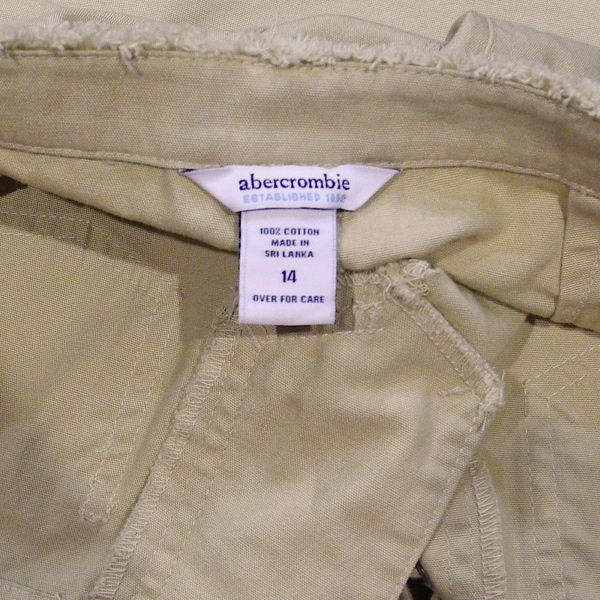 abercrombie
ESTABLISHED 1892
100% COTTON
MADE IN
SRI LANKA
14
OVER FOR CARE